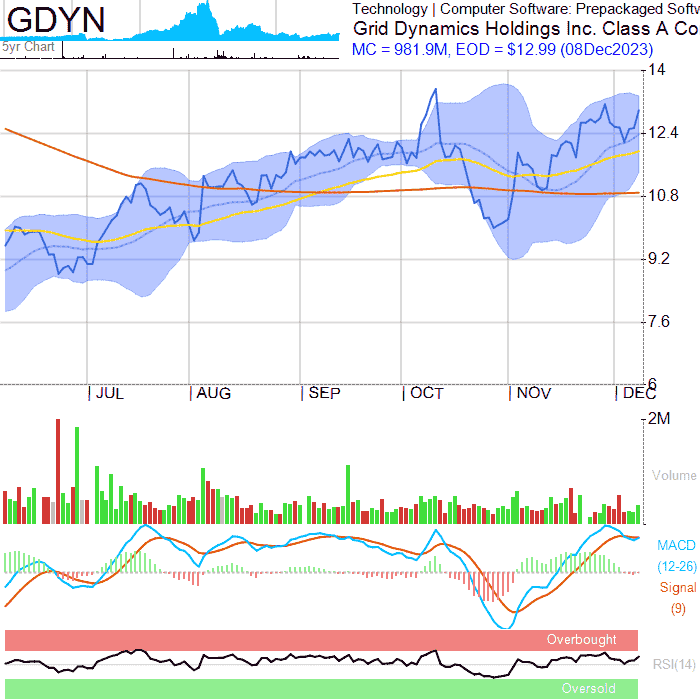 GDYN
5yr Chart
Technology | Computer Software: Prepackaged Softw
Grid Dynamics Holdings Inc. Class A Co
MC = 981.9M, EOD = $12.99 (08Dec2023)
14
12.4
10.8
9.2
7.6
6
JUL AUG SEP OCT NOV DEC
2M
Volume
MACD
(12-26)
Signal
(9)
Overbought
RSI(14)
Oversold